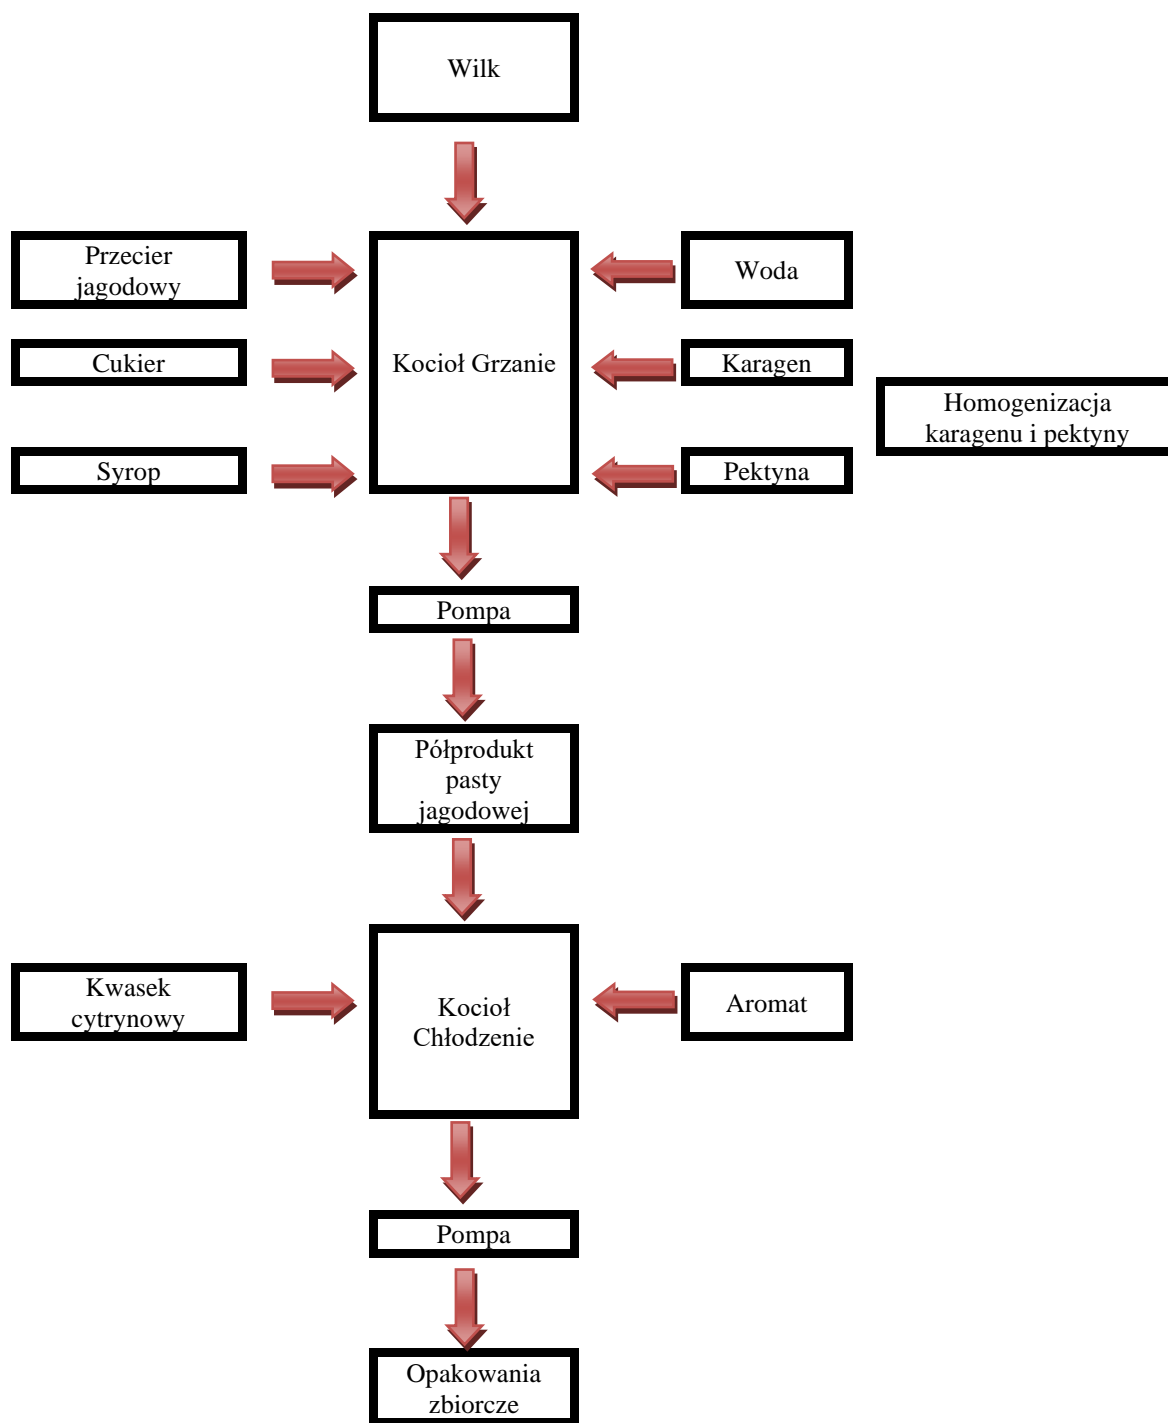 Wilk
Przecier
jagodowy
Woda
Kocioł Grzanie
Cukier
Karagen
Homogenizacja
karagenu i pektyny
Syrop
Pektyna
Pompa
Półprodukt
pasty
jagodowej
Kwasek
cytrynowy
Kocioł
Chłodzenie
Aromat
Pompa
Opakowania
zbiorcze